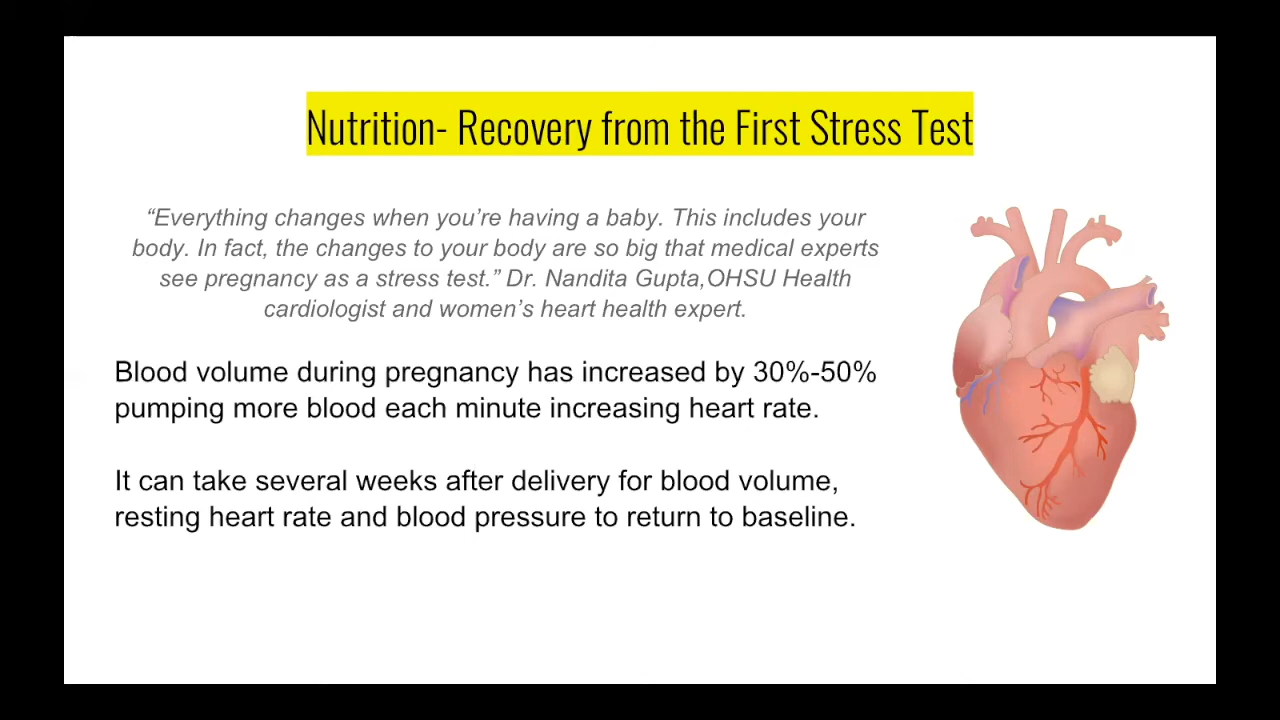 Nutrition- Recovery from the First Stress Test
“Everything changes when you’re having a baby. This includes your
body. In fact, the changes to your body are so big that medical experts
see pregnancy as a stress test.” Dr. Nandita Gupta,OHSU Health
cardiologist and women’s heart health expert.
Blood volume during pregnancy has increased by 30%-50%
pumping more blood each minute increasing heart rate.
It can take several weeks after delivery for blood volume,
resting heart rate and blood pressure to return to baseline.